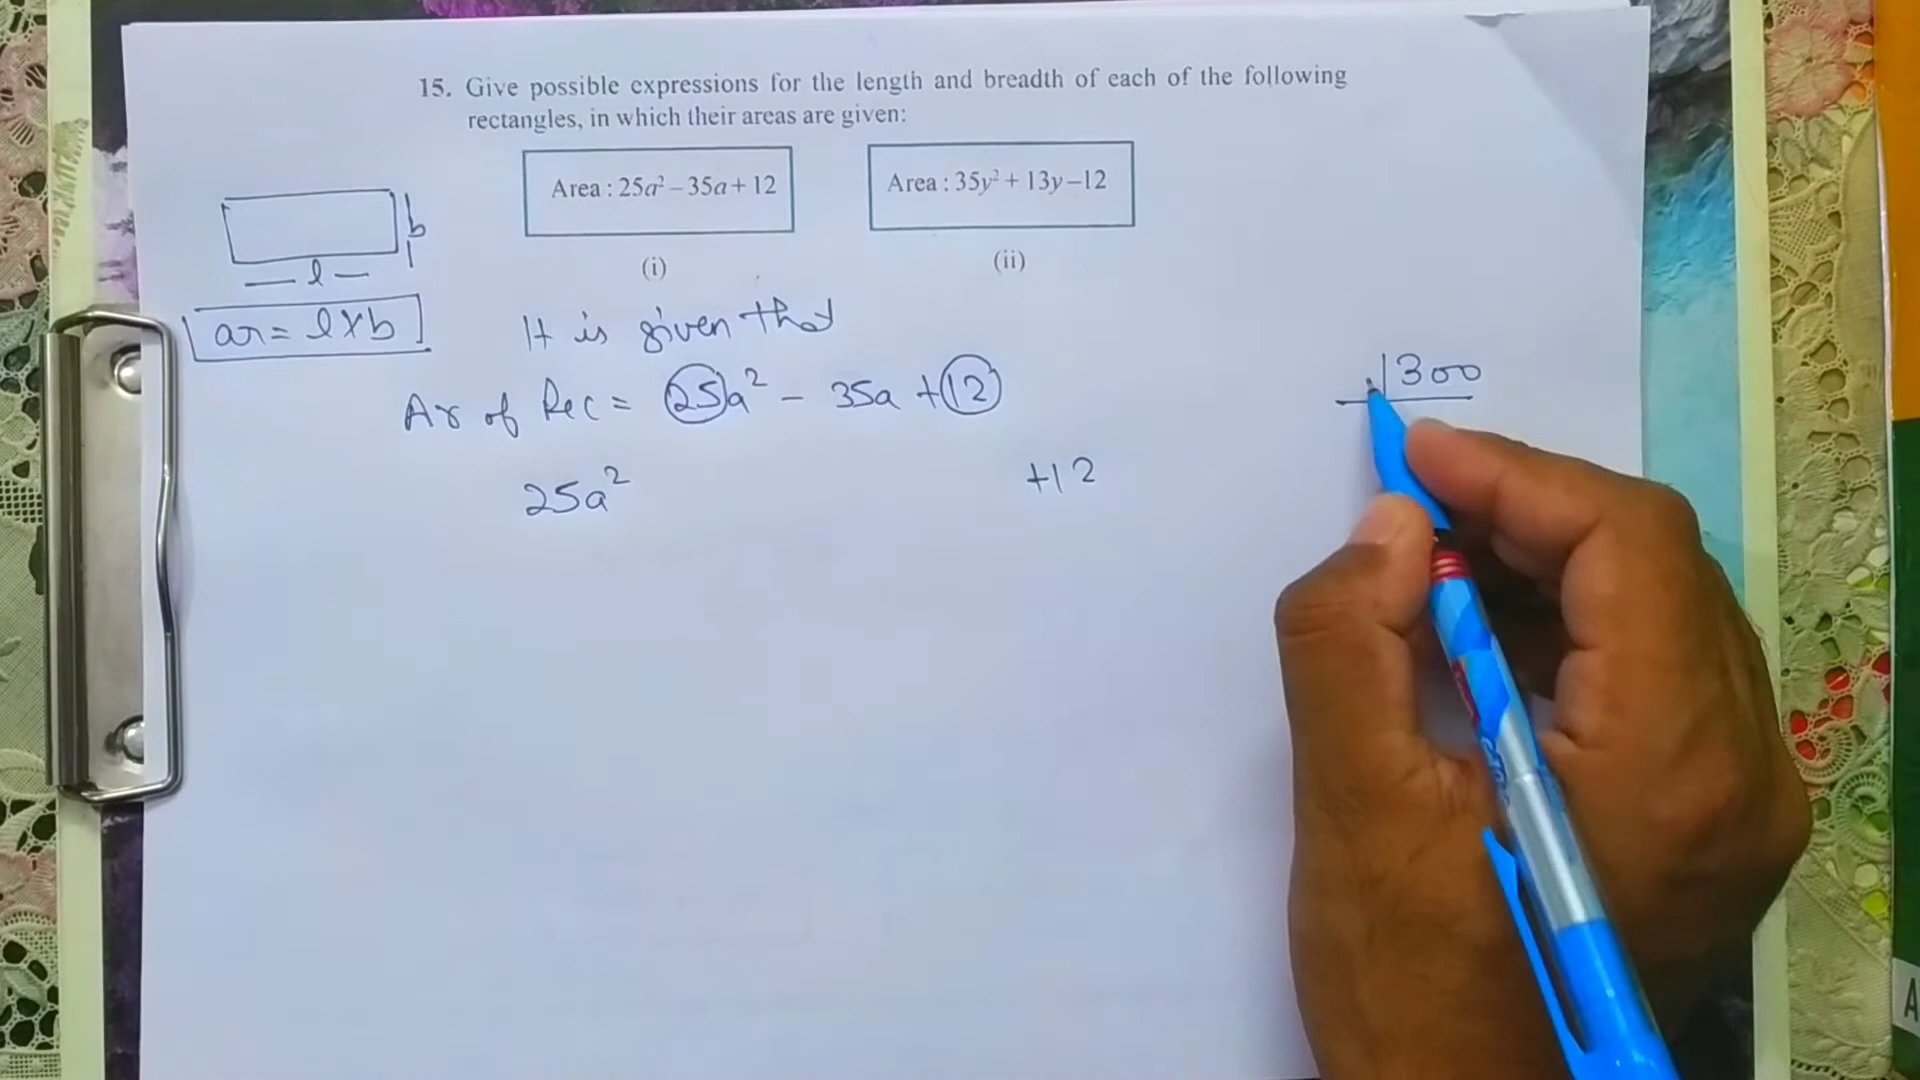 15. Give possible expressions for the length and breadth of each of the following
rectangles, in which their areas are given:
Area : 25a² – 35a + 12
Area : 35y² + 13y – 12
(i)
(ii)
b
l
ar = l × b
It is given that
Ar of Rec = 25a² - 35a + 12
300
25a²
+12
A